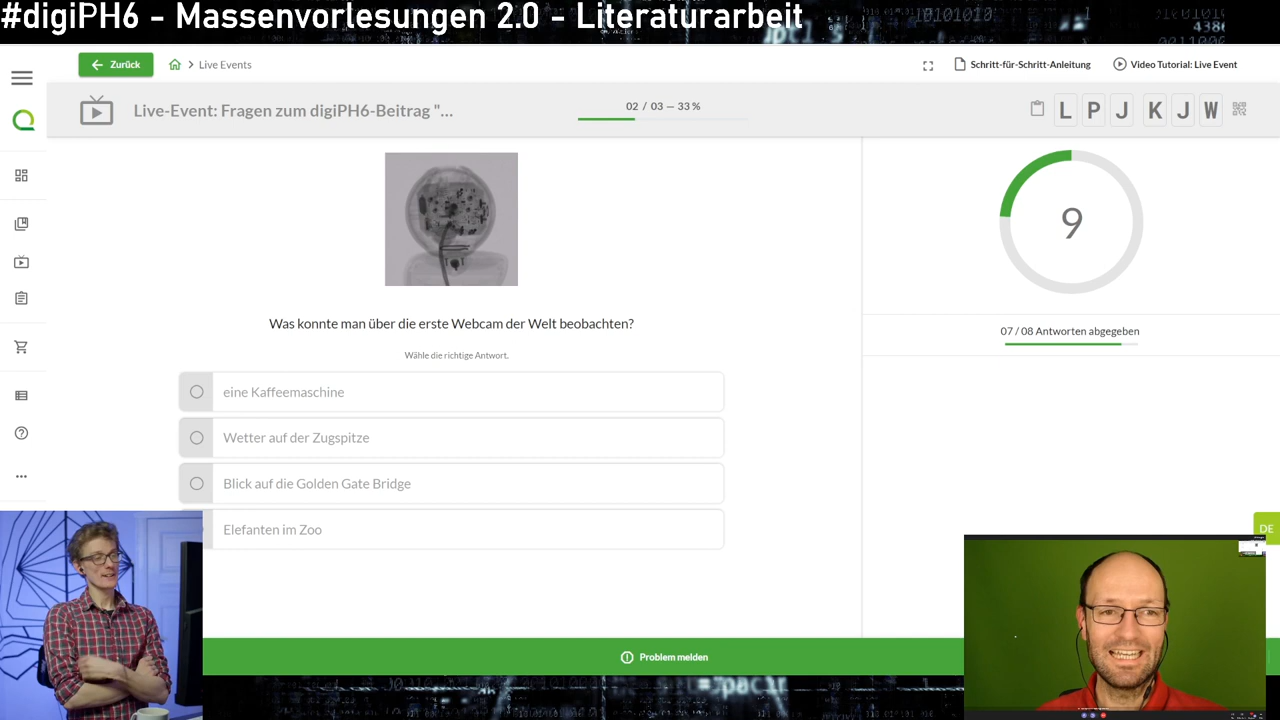 #digiPH6 - Massenvorlesungen 2.0 - Literaturarbeit
Zurück
Live Events
Schritt-für-Schritt-Anleitung
Video Tutorial: Live Event
Live-Event: Fragen zum digiPH6-Beitrag "...
02 / 03 — 33 %
L P J K J W
9
Was konnte man über die erste Webcam der Welt beobachten?
07 / 08 Antworten abgegeben
Wähle die richtige Antwort.
eine Kaffeemaschine
Wetter auf der Zugspitze
Blick auf die Golden Gate Bridge
Elefanten im Zoo
DE
Problem melden